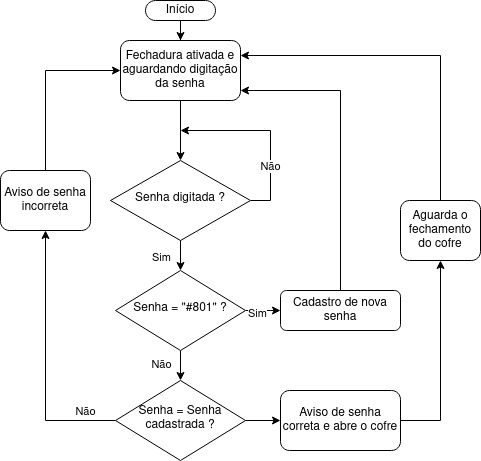 Início
Fechadura ativada e
aguardando digitação
da senha
Não
Senha digitada ?
Aviso de senha
incorreta
Aguarda o
fechamento
do cofre
Sim
Senha = "#801" ?
Sim
Cadastro de nova
senha
Não
Não
Senha = Senha
cadastrada ?
Aviso de senha
correta e abre o cofre